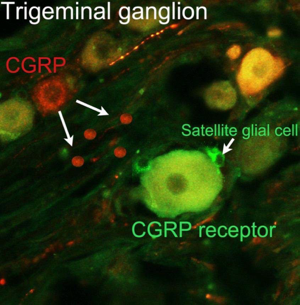 Trigeminal ganglion
CGRP
Satellite glial cell
CGRP receptor